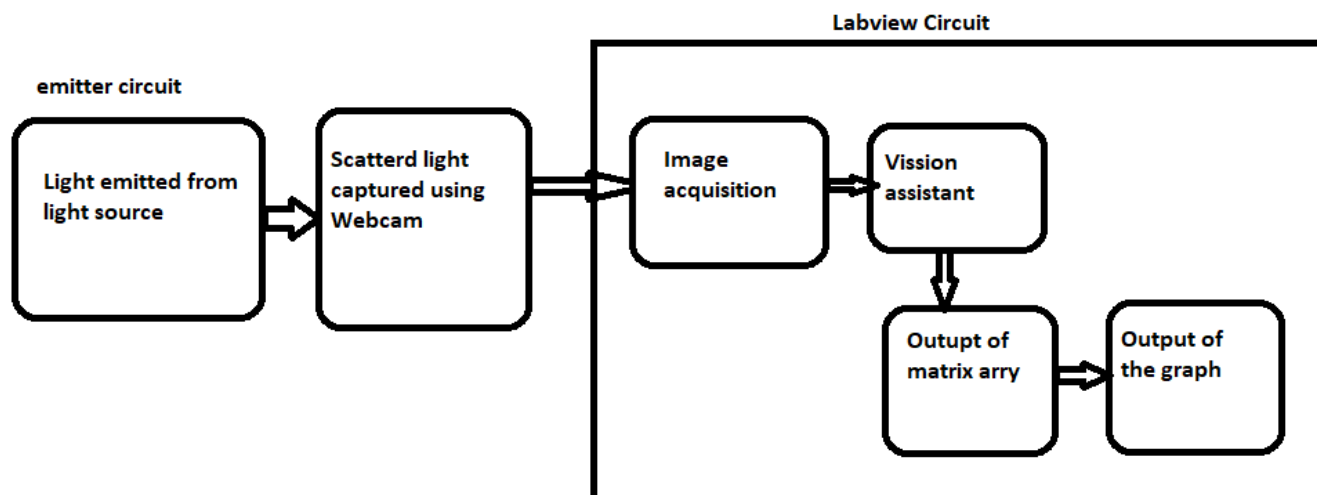 Labview Circuit
emitter circuit
Light emitted from
light source
Scatterd light
captured using
Webcam
Image
acquisition
Vission
assistant
Outupt of
matrix arry
Output of
the graph